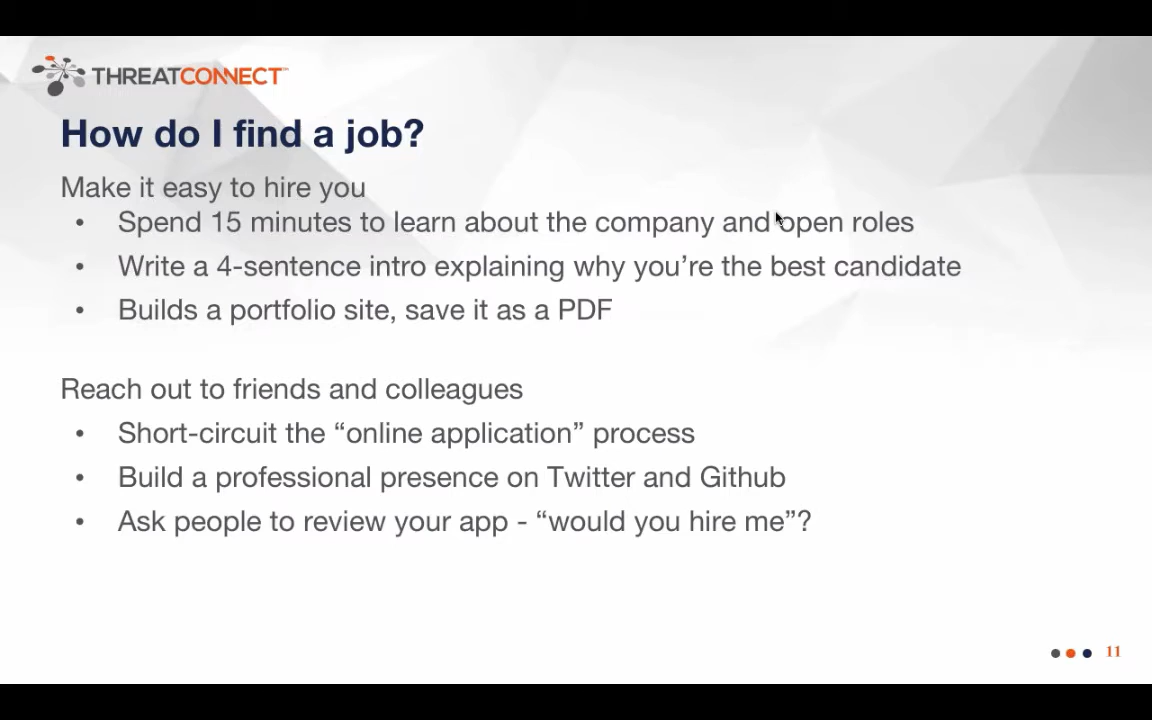 THREATCONNECT™
How do I find a job?
Make it easy to hire you
• Spend 15 minutes to learn about the company and open roles
• Write a 4-sentence intro explaining why you’re the best candidate
• Builds a portfolio site, save it as a PDF
Reach out to friends and colleagues
• Short-circuit the “online application” process
• Build a professional presence on Twitter and Github
• Ask people to review your app - “would you hire me”?
11